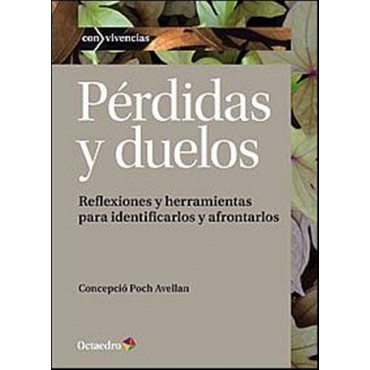 con vivencias
Pérdidas
y duelos
Reflexiones y herramientas
para identificarlos y afrontarlos
Concepció Poch Avellan
Octaedro